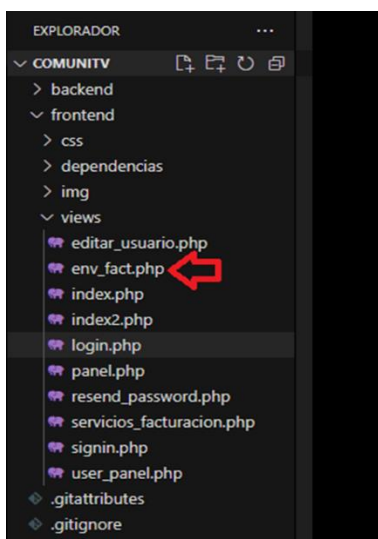 EXPLORADOR
COMUNITV
backend
frontend
css
dependencias
img
views
editar_usuario.php
env_fact.php
index.php
index2.php
login.php
panel.php
resend_password.php
servicios_facturacion.php
signin.php
user_panel.php
.gitattributes
.gitignore